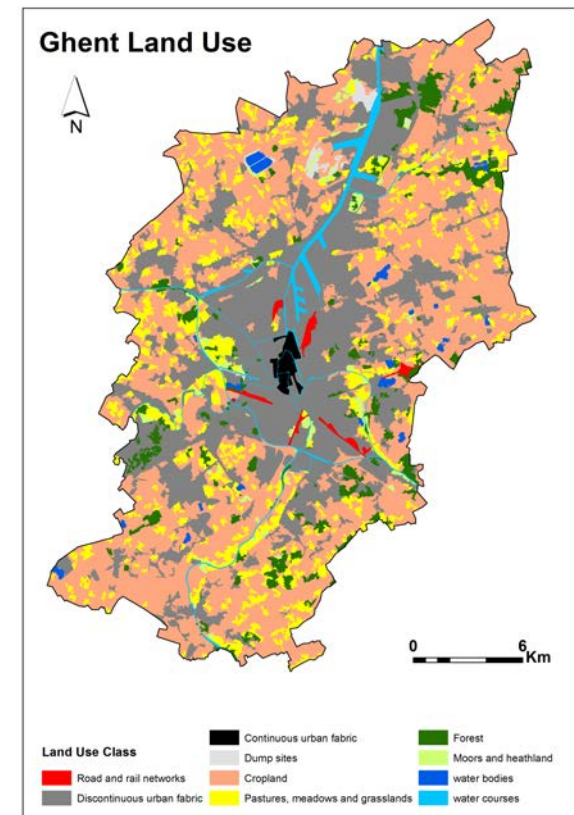 Ghent Land Use
N
0 6
Km
Land Use Class
Road and rail networks
Discontinuous urban fabric
Continuous urban fabric
Dump sites
Cropland
Pastures, meadows and grasslands
Forest
Moors and heathland
water bodies
water courses